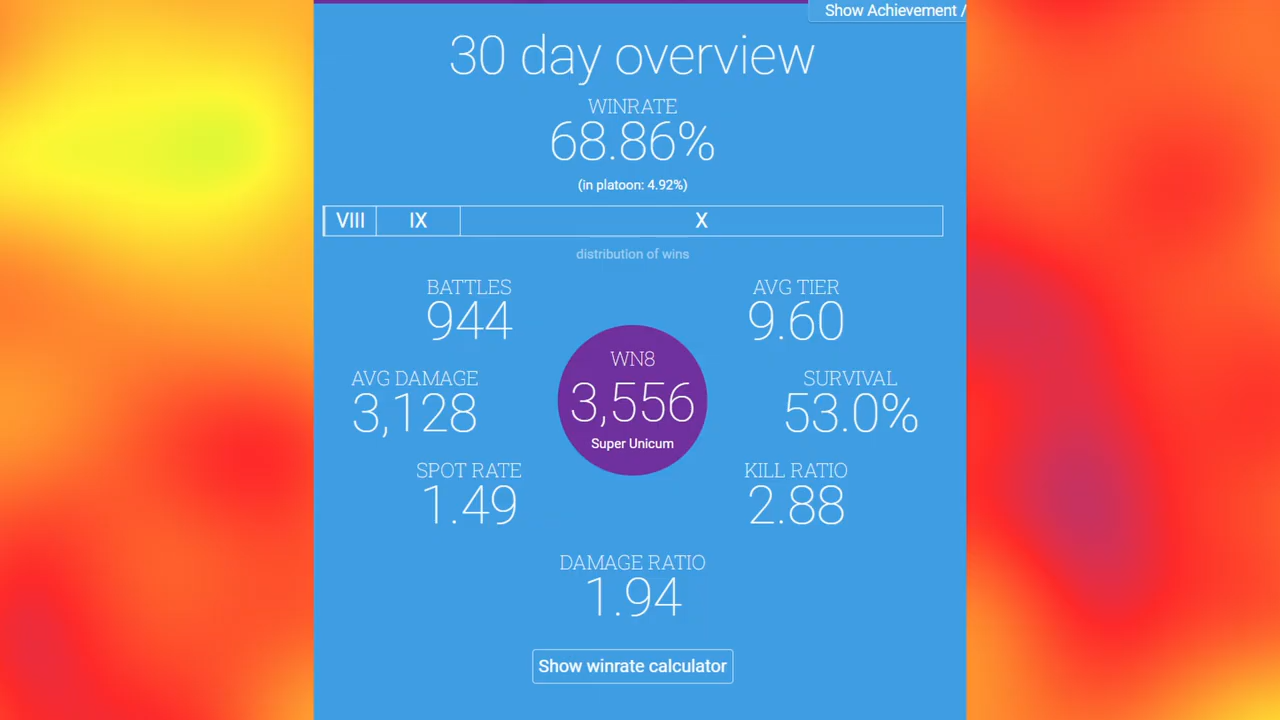 Show Achievement /
30 day overview
WINRATE
68.86%
(in platoon: 4.92%)
VIII IX X
distribution of wins
BATTLES AVG TIER
944 9.60
WN8
3,556
Super Unicum
AVG DAMAGE SURVIVAL
3,128 53.0%
SPOT RATE KILL RATIO
1.49 2.88
DAMAGE RATIO
1.94
Show winrate calculator